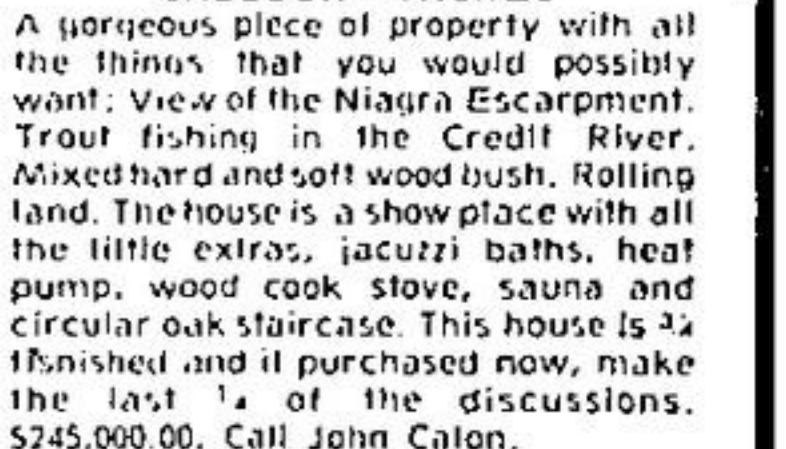 A gorgeous piece of property with all
the things that you would possibly
want: View of the Niagra Escarpment.
Trout fishing in the Credit River.
Mixed hard and soft wood bush. Rolling
land. The house is a show place with all
the little extras, jacuzzi baths, heat
pump, wood cook stove, sauna and
circular oak staircase. This house is ¾
finished and if purchased now, make
the last ¼ of the discussions.
$245,000.00. Call John Calon.